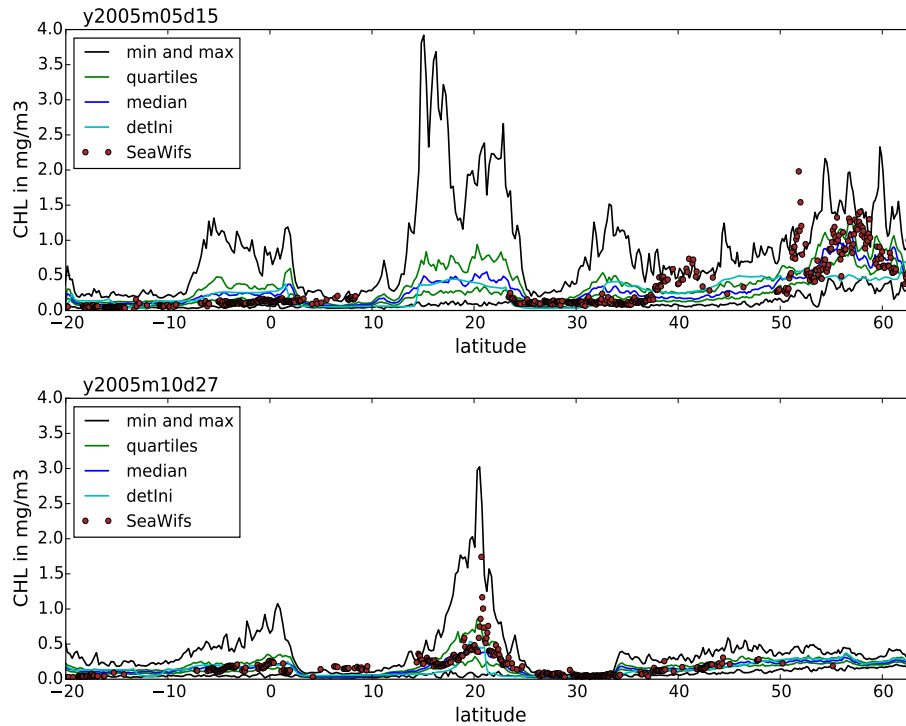 y2005m05d15
4.0
3.5
3.0
2.5
2.0
1.5
1.0
0.5
0.0
CHL in mg/m3
min and max
quartiles
median
detIni
SeaWifs
−20 −10 0 10 20 30 40 50 60
latitude
y2005m10d27
4.0
3.5
3.0
2.5
2.0
1.5
1.0
0.5
0.0
CHL in mg/m3
min and max
quartiles
median
detIni
SeaWifs
−20 −10 0 10 20 30 40 50 60
latitude